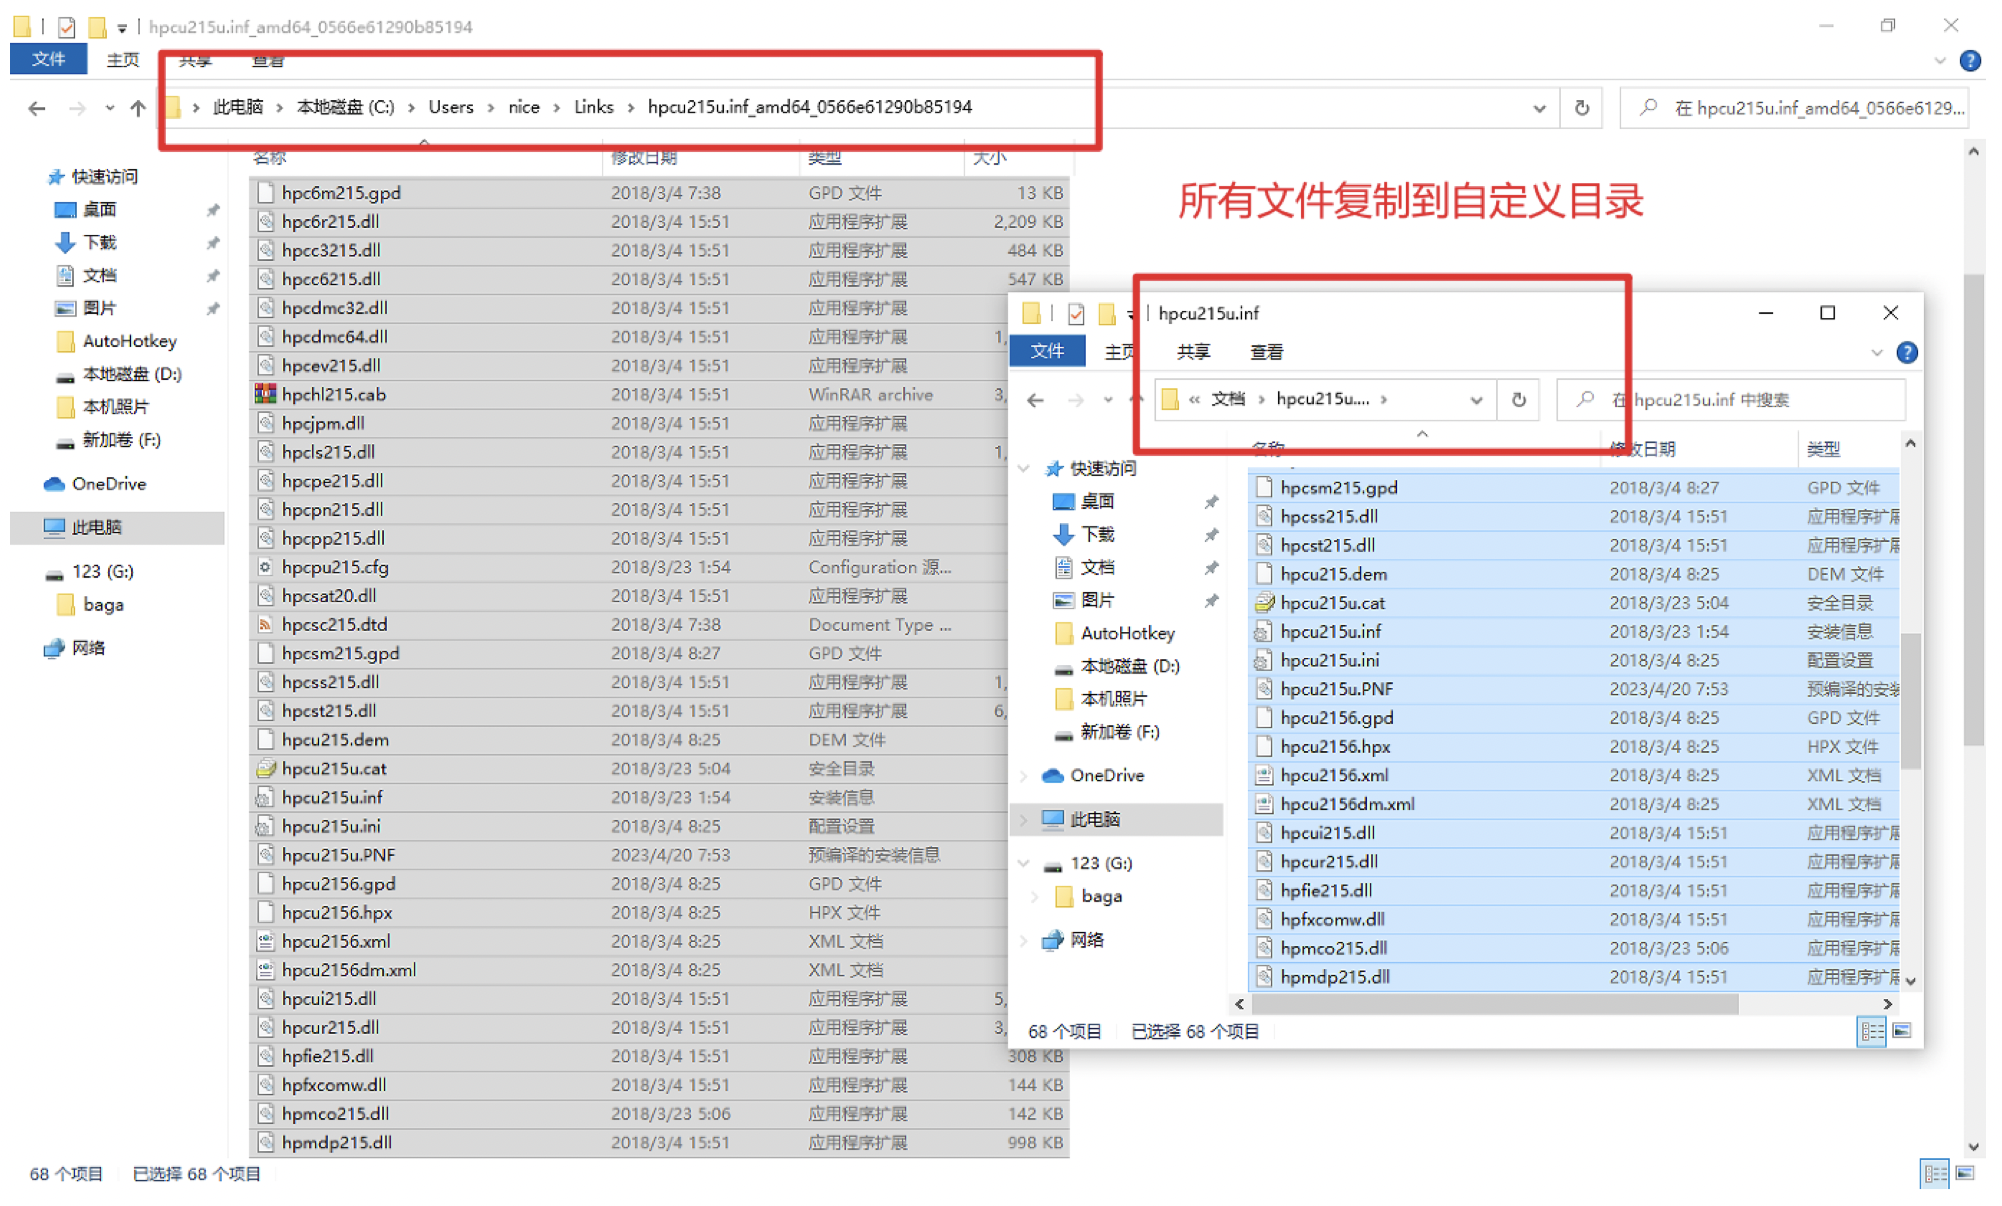 hpcu215u.inf_amd64_0566e61290b85194
文件 主页 共享 查看
此电脑 › 本地磁盘 (C:) › Users › nice › Links › hpcu215u.inf_amd64_0566e61290b85194
在 hpcu215u.inf_amd64_0566e6129...
名称 修改日期 类型 大小
快速访问
桌面
下载
文档
图片
AutoHotkey
本地磁盘 (D:)
本机照片
新加卷 (F:)
OneDrive
此电脑
123 (G:)
baga
网络
hpc6m215.gpd 2018/3/4 7:38 GPD 文件 13 KB
hpc6r215.dll 2018/3/4 15:51 应用程序扩展 2,209 KB
hpcc3215.dll 2018/3/4 15:51 应用程序扩展 484 KB
hpcc6215.dll 2018/3/4 15:51 应用程序扩展 547 KB
hpcdmc32.dll 2018/3/4 15:51 应用程序扩展
hpcdmc64.dll 2018/3/4 15:51 应用程序扩展 1,
hpcev215.dll 2018/3/4 15:51 应用程序扩展
hpchl215.cab 2018/3/4 15:51 WinRAR archive 3,
hpcjpm.dll 2018/3/4 15:51 应用程序扩展
hpcls215.dll 2018/3/4 15:51 应用程序扩展 1,
hpcpe215.dll 2018/3/4 15:51 应用程序扩展
hpcpn215.dll 2018/3/4 15:51 应用程序扩展
hpcpp215.dll 2018/3/4 15:51 应用程序扩展
hpcpu215.cfg 2018/3/23 1:54 Configuration 源...
hpcsat20.dll 2018/3/4 15:51 应用程序扩展
hpcsc215.dtd 2018/3/4 7:38 Document Type ...
hpcsm215.gpd 2018/3/4 8:27 GPD 文件
hpcss215.dll 2018/3/4 15:51 应用程序扩展 1,
hpcst215.dll 2018/3/4 15:51 应用程序扩展 6,
hpcu215.dem 2018/3/4 8:25 DEM 文件
hpcu215u.cat 2018/3/23 5:04 安全目录
hpcu215u.inf 2018/3/23 1:54 安装信息
hpcu215u.ini 2018/3/4 8:25 配置设置
hpcu215u.PNF 2023/4/20 7:53 预编译的安装信息
hpcu2156.gpd 2018/3/4 8:25 GPD 文件
hpcu2156.hpx 2018/3/4 8:25 HPX 文件
hpcu2156.xml 2018/3/4 8:25 XML 文档
hpcu2156dm.xml 2018/3/4 8:25 XML 文档
hpcui215.dll 2018/3/4 15:51 应用程序扩展 5,
hpcur215.dll 2018/3/4 15:51 应用程序扩展 3,
hpfie215.dll 2018/3/4 15:51 应用程序扩展 308 KB
hpfxcomw.dll 2018/3/4 15:51 应用程序扩展 144 KB
hpmco215.dll 2018/3/23 5:06 应用程序扩展 142 KB
hpmdp215.dll 2018/3/4 15:51 应用程序扩展 998 KB
68 个项目 已选择 68 个项目
所有文件复制到自定义目录
hpcu215u.inf
文件 主页 共享 查看
« 文档 › hpcu215u.... ›
在 hpcu215u.inf 中搜索
名称 修改日期 类型
快速访问
桌面
下载
文档
图片
AutoHotkey
本地磁盘 (D:)
本机照片
新加卷 (F:)
OneDrive
此电脑
123 (G:)
baga
网络
hpcsm215.gpd 2018/3/4 8:27 GPD 文件
hpcss215.dll 2018/3/4 15:51 应用程序扩展
hpcst215.dll 2018/3/4 15:51 应用程序扩展
hpcu215.dem 2018/3/4 8:25 DEM 文件
hpcu215u.cat 2018/3/23 5:04 安全目录
hpcu215u.inf 2018/3/23 1:54 安装信息
hpcu215u.ini 2018/3/4 8:25 配置设置
hpcu215u.PNF 2023/4/20 7:53 预编译的安装
hpcu2156.gpd 2018/3/4 8:25 GPD 文件
hpcu2156.hpx 2018/3/4 8:25 HPX 文件
hpcu2156.xml 2018/3/4 8:25 XML 文档
hpcu2156dm.xml 2018/3/4 8:25 XML 文档
hpcui215.dll 2018/3/4 15:51 应用程序扩展
hpcur215.dll 2018/3/4 15:51 应用程序扩展
hpfie215.dll 2018/3/4 15:51 应用程序扩展
hpfxcomw.dll 2018/3/4 15:51 应用程序扩展
hpmco215.dll 2018/3/23 5:06 应用程序扩展
hpmdp215.dll 2018/3/4 15:51 应用程序扩展
68 个项目 已选择 68 个项目